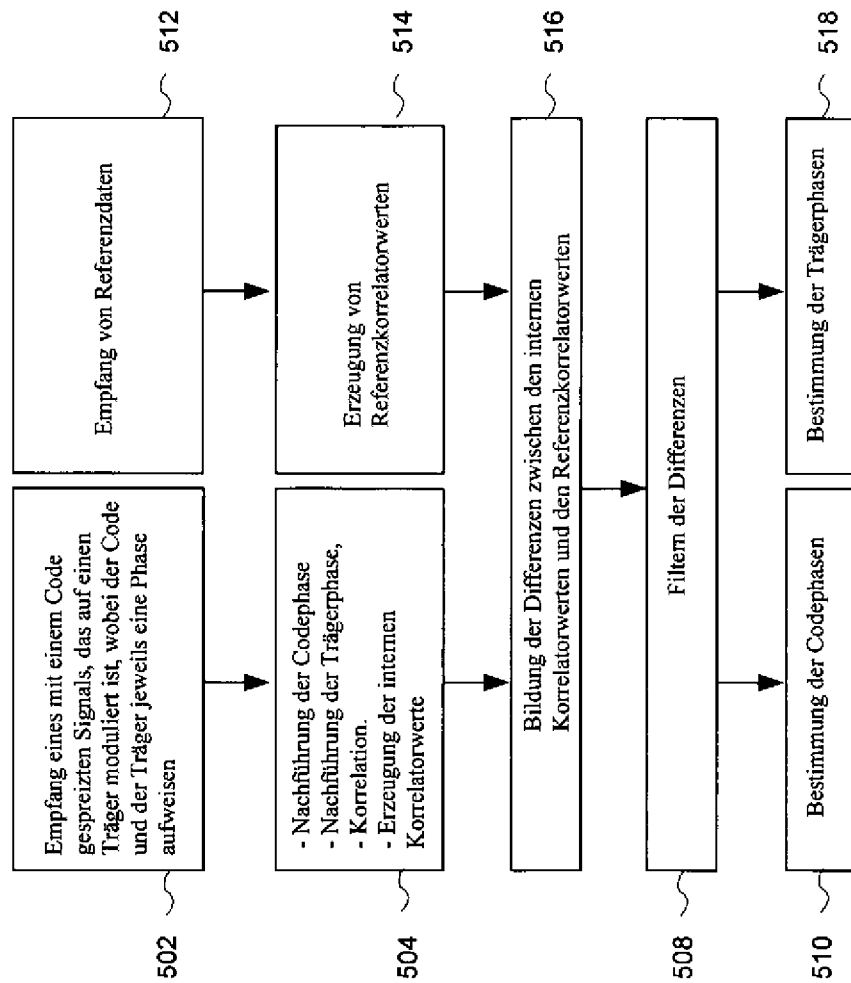 502
Empfang eines mit einem Code
gespreizten Signals, das auf einen
Träger moduliert ist, wobei der Code
und der Träger jeweils eine Phase
aufweisen
Empfang von Referenzdaten
512
504
- Nachführung der Codephase
- Nachführung der Trägerphase,
- Korrelation.
- Erzeugung der internen
Korrelatorwerte
Erzeugung von
Referenzkorrelatorwerten
514
Bildung der Differenzen zwischen den internen
Korrelatorwerten und den Referenzkorrelatorwerten
516
508
Filtern der Differenzen
510
Bestimmung der Codephasen
Bestimmung der Trägerphasen
518